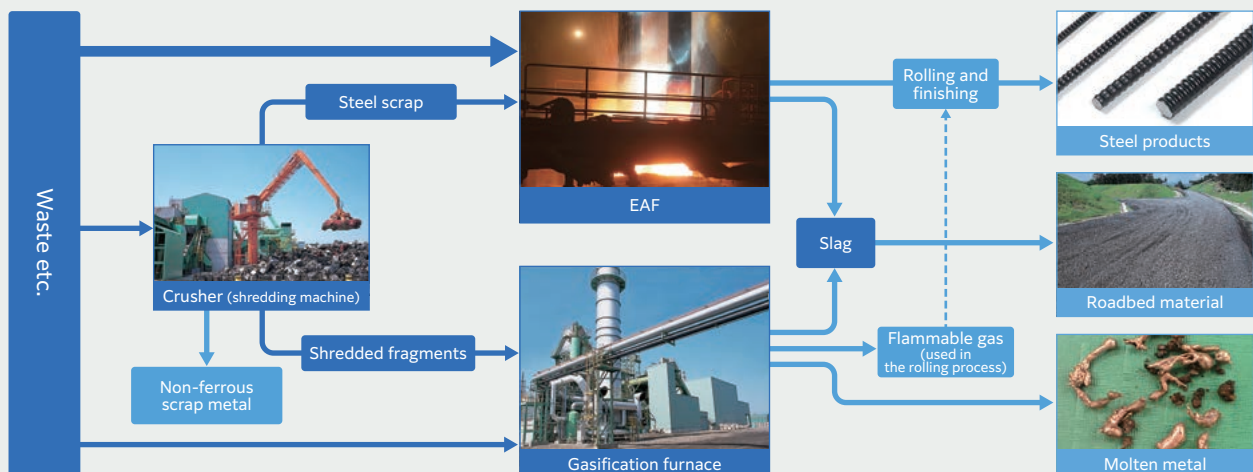 Waste etc.
Steel scrap
Crusher (shredding machine)
Non-ferrous
scrap metal
Shredded fragments
EAF
Gasification furnace
Slag
Rolling and
finishing
Flammable gas
(used in
the rolling process)
Steel products
Roadbed material
Molten metal